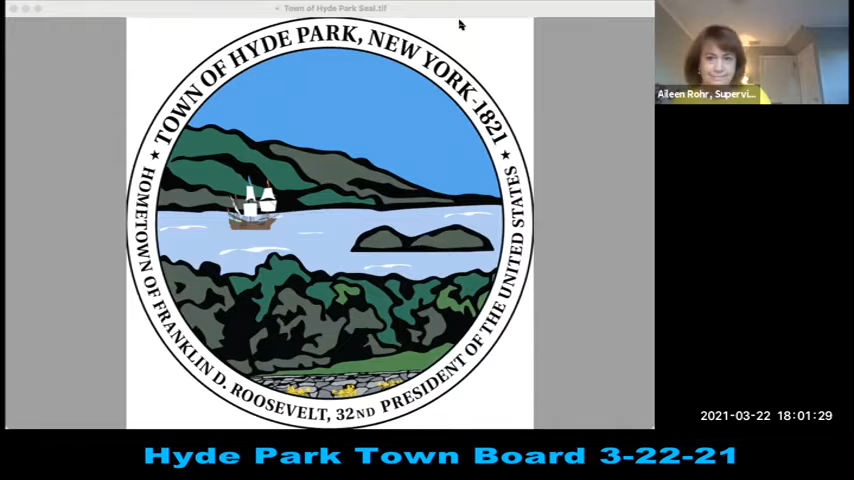 Town of Hyde Park Seal.tif
TOWN OF HYDE PARK, NEW YORK-1821
HOMETOWN OF FRANKLIN D. ROOSEVELT, 32ND PRESIDENT OF THE UNITED STATES
Aileen Rohr, Supervi...
2021-03-22 18:01:29
Hyde Park Town Board 3-22-21